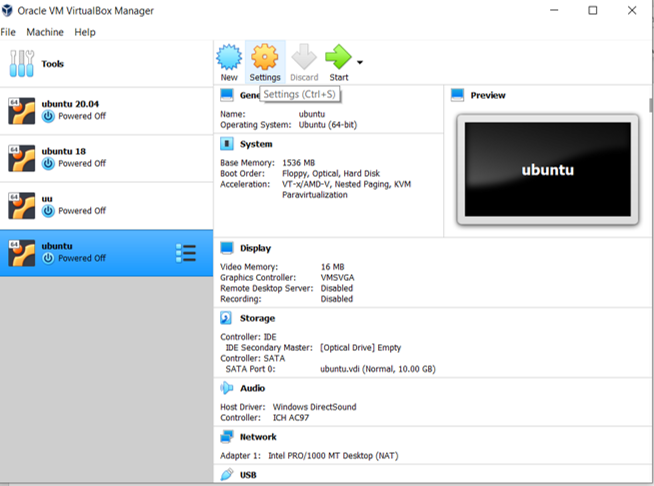 Oracle VM VirtualBox Manager
File Machine Help
Tools
New Settings Discard Start
Settings (Ctrl+S)
64
ubuntu 20.04
Powered Off
64
ubuntu 18
Powered Off
64
uu
Powered Off
64
ubuntu
Powered Off
Gene
Name: ubuntu
Operating System: Ubuntu (64-bit)
System
Base Memory: 1536 MB
Boot Order: Floppy, Optical, Hard Disk
Acceleration: VT-x/AMD-V, Nested Paging, KVM
Paravirtualization
Preview
ubuntu
Display
Video Memory: 16 MB
Graphics Controller: VMSVGA
Remote Desktop Server: Disabled
Recording: Disabled
Storage
Controller: IDE
IDE Secondary Master: [Optical Drive] Empty
Controller: SATA
SATA Port 0: ubuntu.vdi (Normal, 10.00 GB)
Audio
Host Driver: Windows DirectSound
Controller: ICH AC97
Network
Adapter 1: Intel PRO/1000 MT Desktop (NAT)
USB